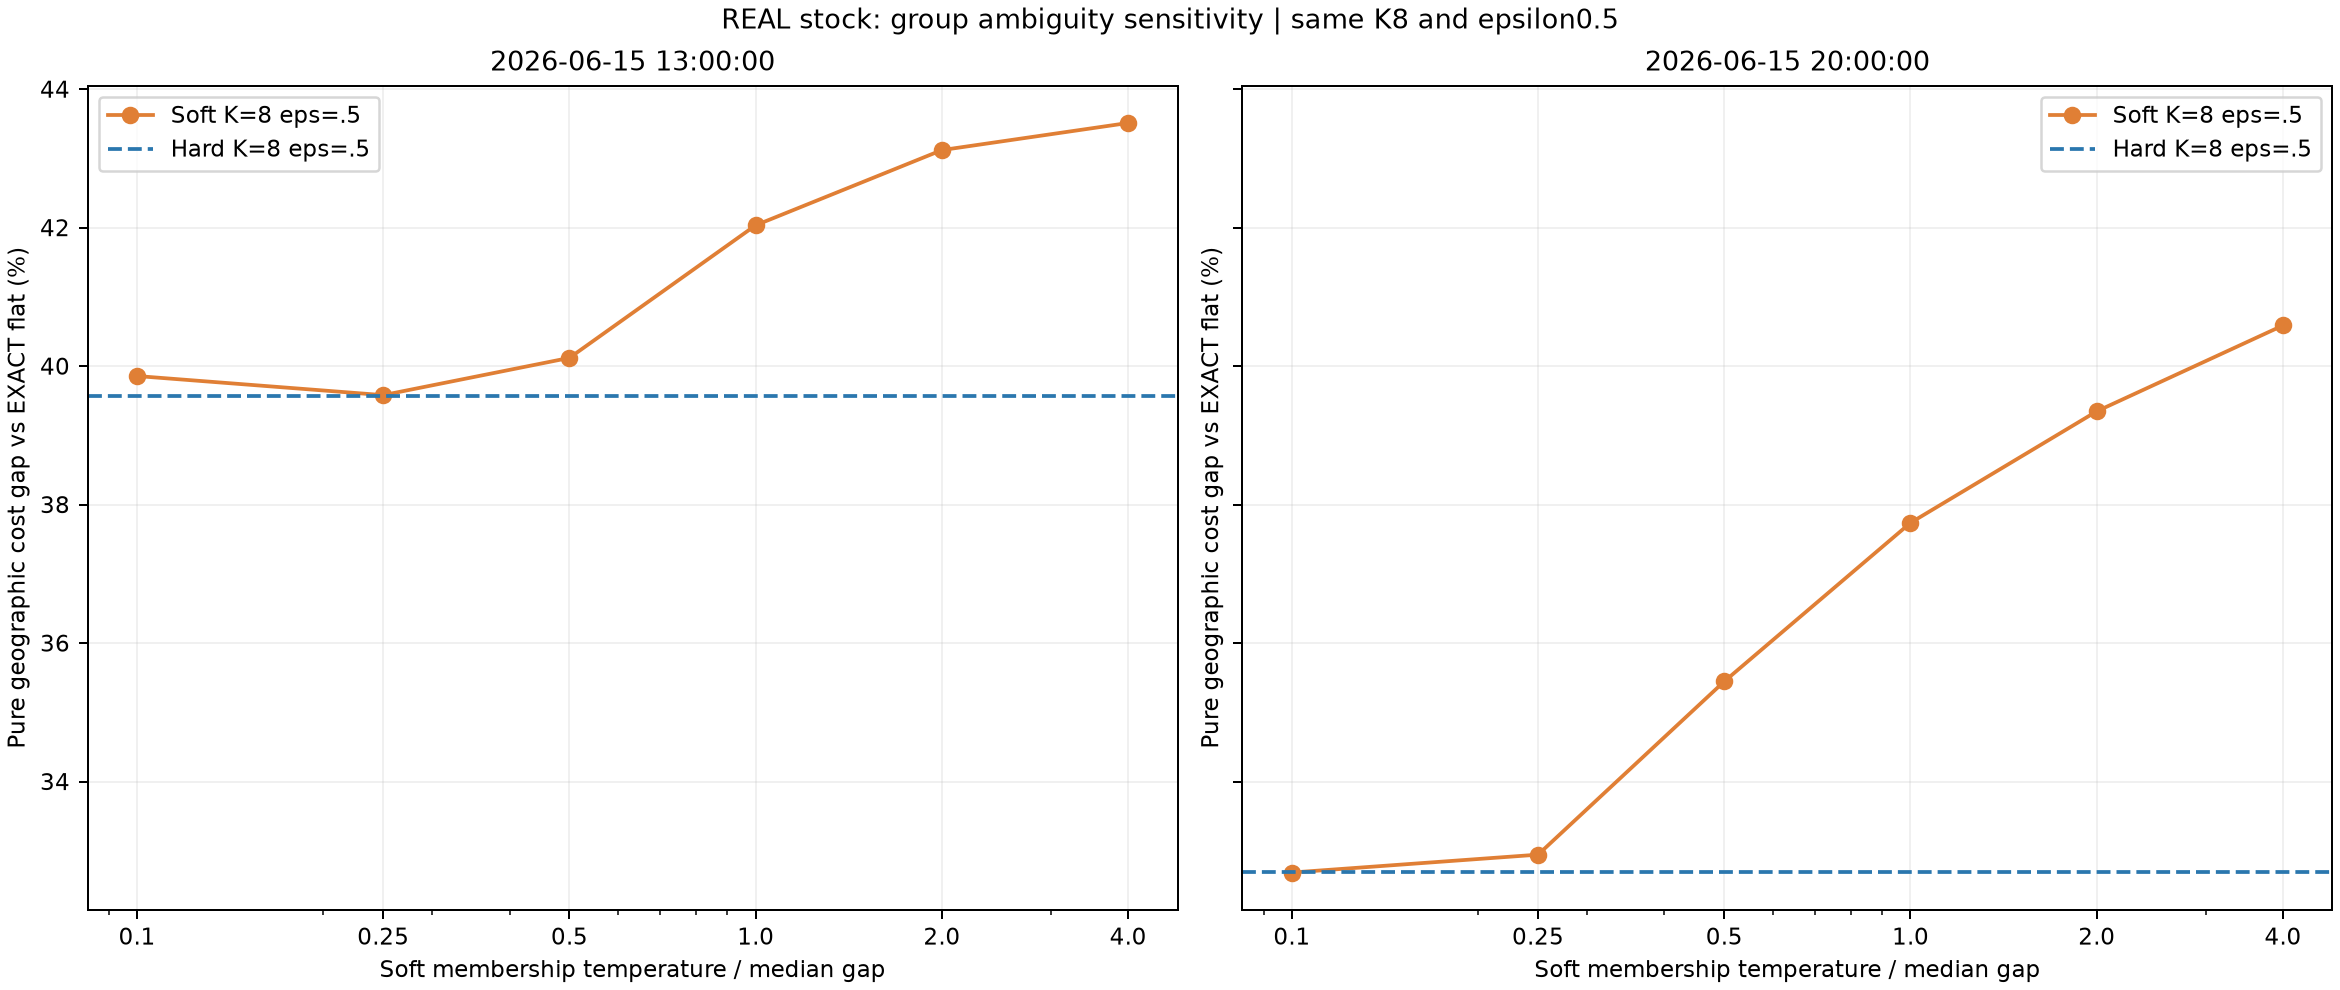 REAL stock: group ambiguity sensitivity | same K8 and epsilon0.5
2026-06-15 13:00:00
Pure geographic cost gap vs EXACT flat (%)
44
42
40
38
36
34
Soft K=8 eps=.5
Hard K=8 eps=.5
0.1 0.25 0.5 1.0 2.0 4.0
Soft membership temperature / median gap
2026-06-15 20:00:00
Pure geographic cost gap vs EXACT flat (%)
Soft K=8 eps=.5
Hard K=8 eps=.5
0.1 0.25 0.5 1.0 2.0 4.0
Soft membership temperature / median gap